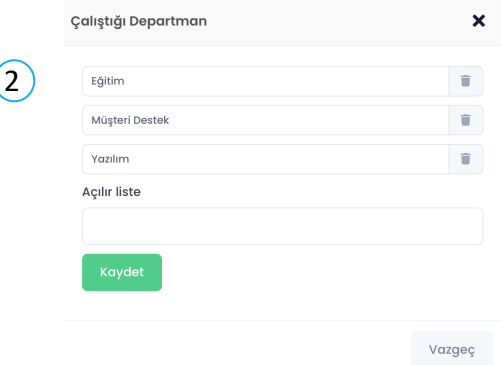 Çalıştığı Departman
2
Eğitim
Müşteri Destek
Yazılım
Açılır liste
Kaydet
Vazgeç